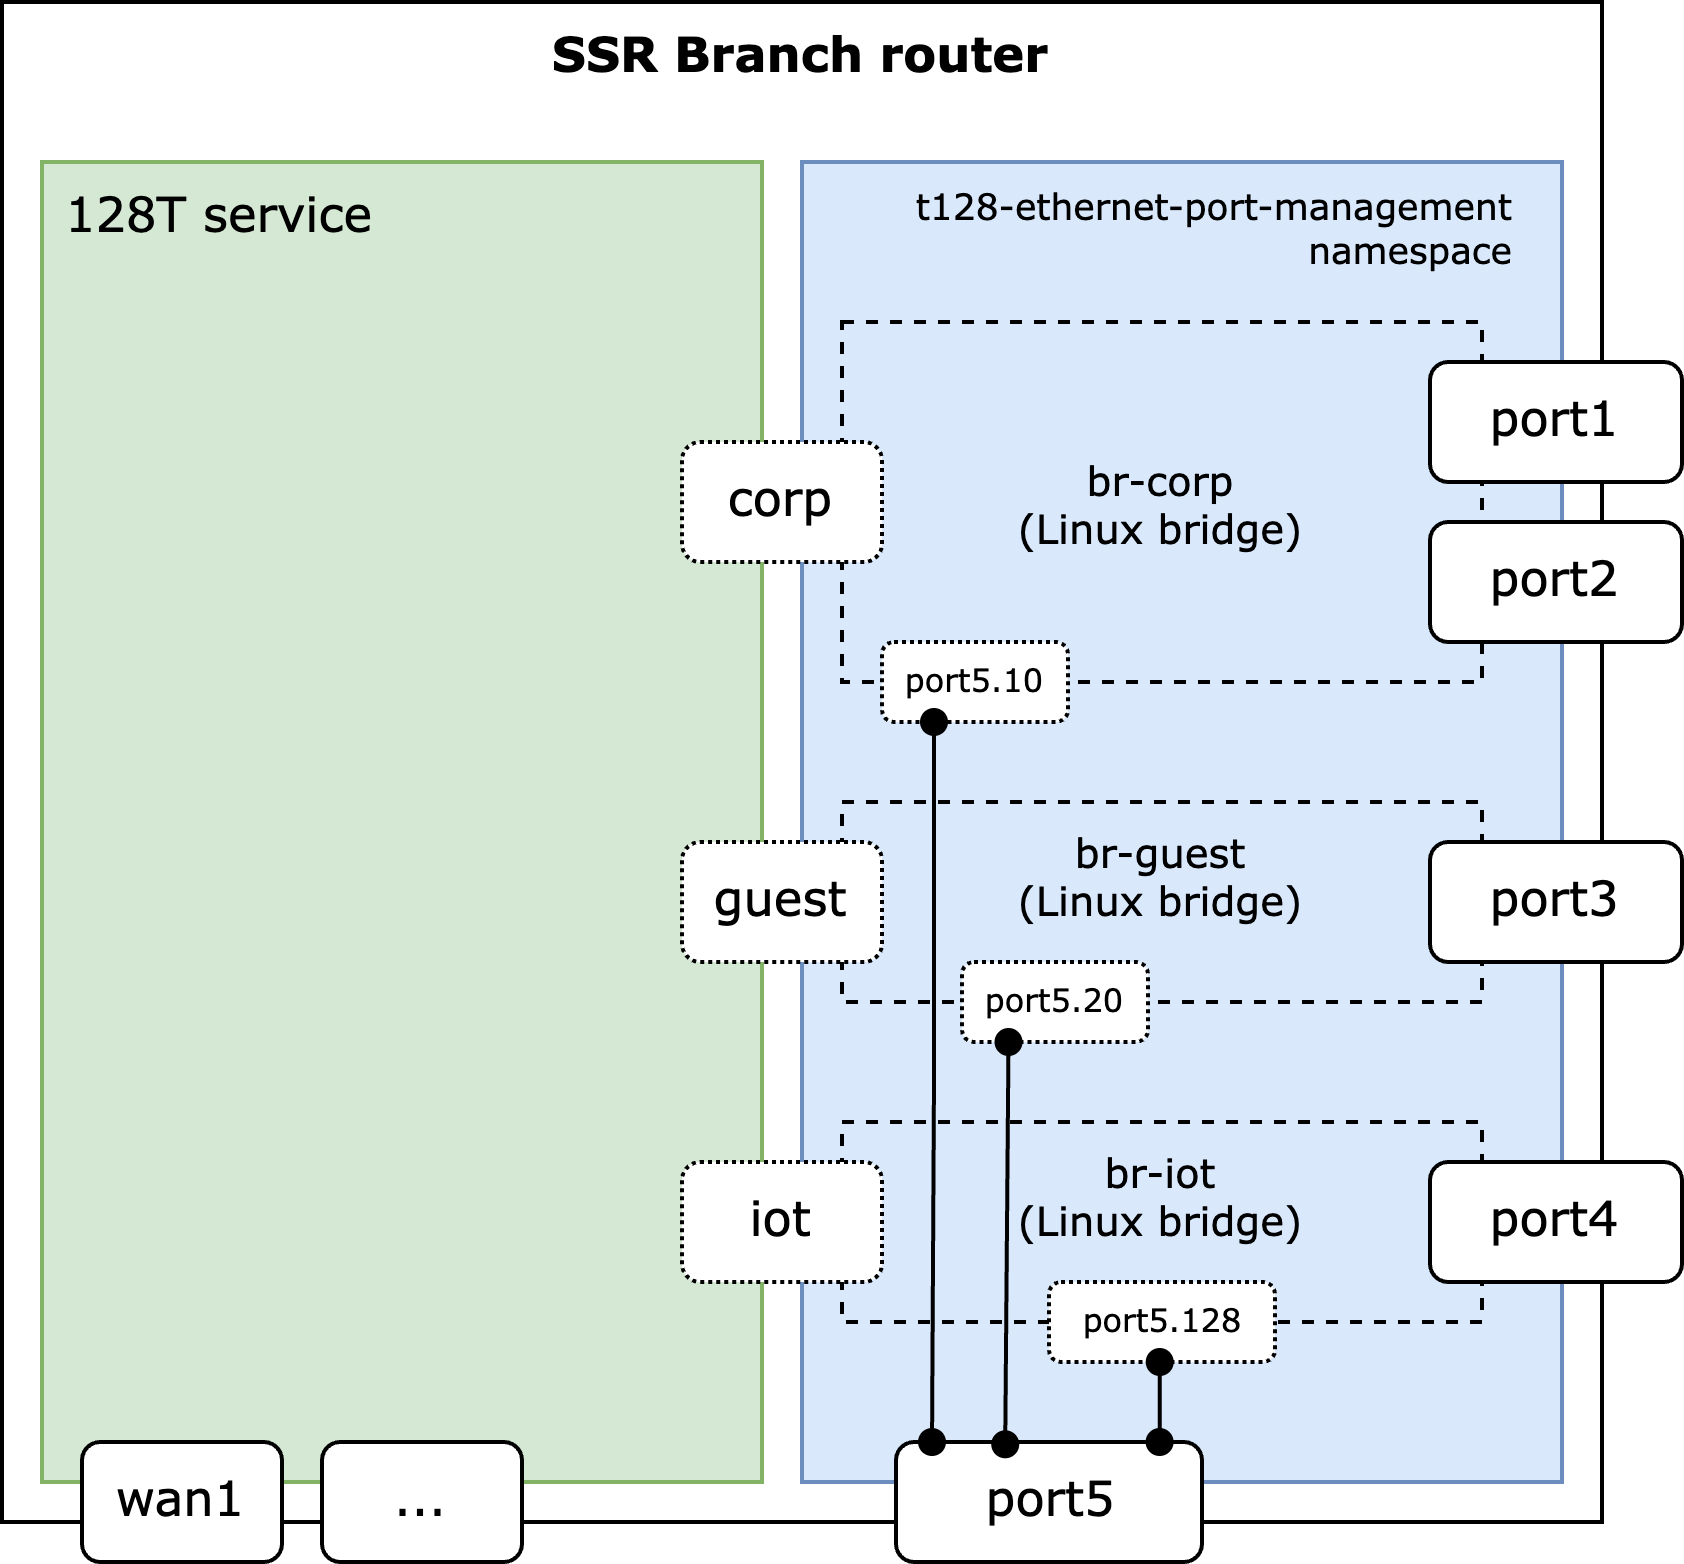 SSR Branch router
128T service
t128-ethernet-port-management
namespace
port1
corp
br-corp
(Linux bridge)
port2
port5.10
guest
br-guest
(Linux bridge)
port3
port5.20
iot
br-iot
(Linux bridge)
port4
port5.128
wan1
...
port5